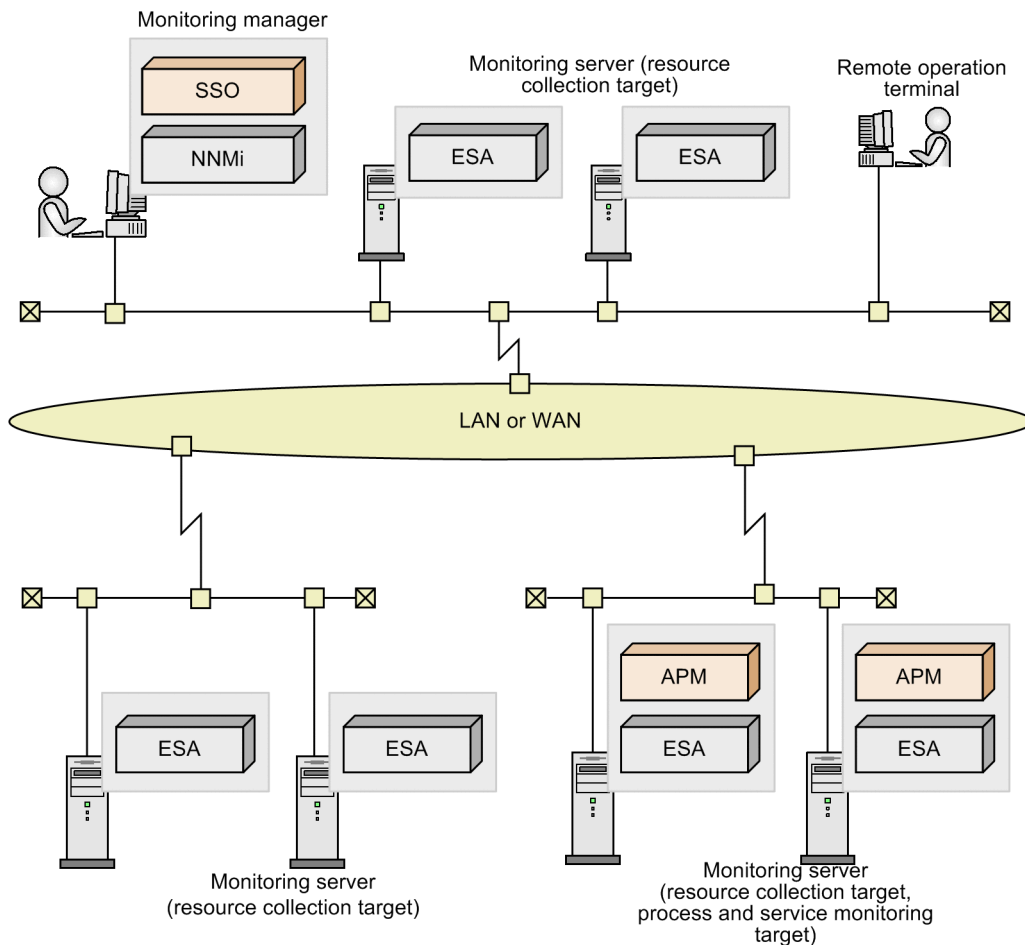 Monitoring manager
SSO
NNMi
Monitoring server (resource
collection target)
ESA
ESA
Remote operation
terminal
LAN or WAN
ESA
ESA
Monitoring server
(resource collection target)
APM
ESA
APM
ESA
Monitoring server
(resource collection target,
process and service monitoring
target)